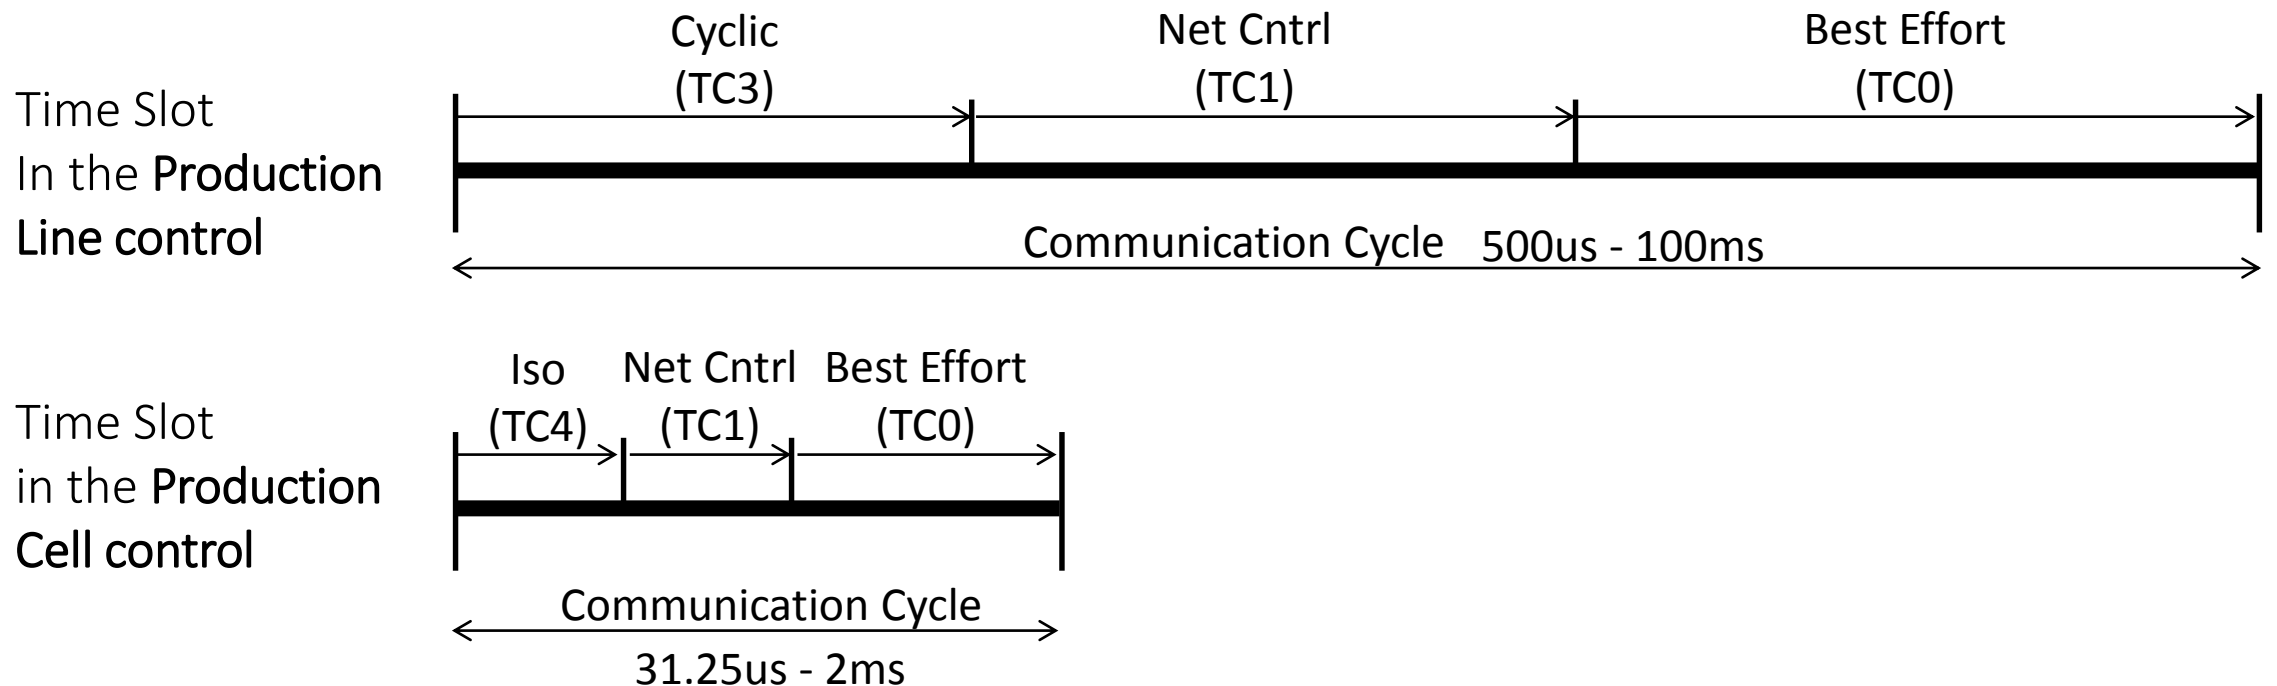 Cyclic
(TC3)
Net Cntrl
(TC1)
Best Effort
(TC0)
Time Slot
In the Production
Line control
Communication Cycle 500us - 100ms
Iso
(TC4)
Net Cntrl
(TC1)
Best Effort
(TC0)
Time Slot
in the Production
Cell control
Communication Cycle
31.25us - 2ms